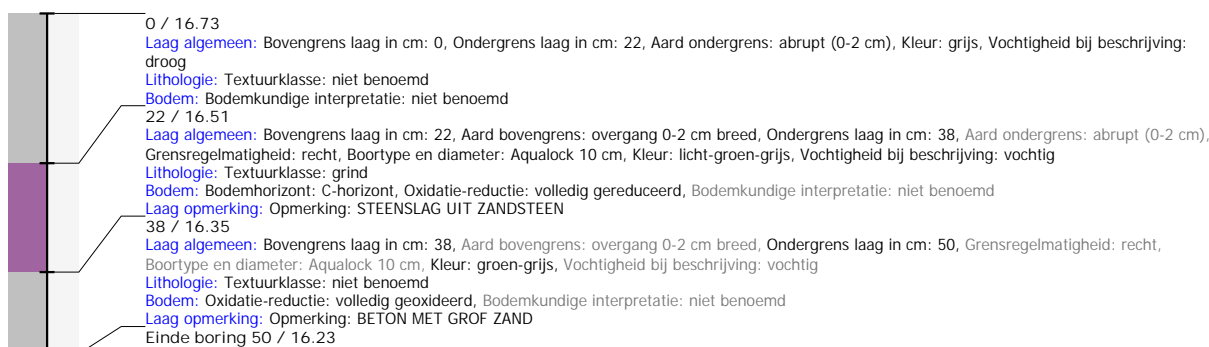 0 / 16.73
Laag algemeen: Bovengrens laag in cm: 0, Ondergrens laag in cm: 22, Aard ondergrens: abrupt (0-2 cm), Kleur: grijs, Vochtigheid bij beschrijving:
droog
Lithologie: Textuurklasse: niet benoemd
Bodem: Bodemkundige interpretatie: niet benoemd
22 / 16.51
Laag algemeen: Bovengrens laag in cm: 22, Aard bovengrens: overgang 0-2 cm breed, Ondergrens laag in cm: 38, Aard ondergrens: abrupt (0-2 cm),
Grensregelmatigheid: recht, Boortype en diameter: Aqualock 10 cm, Kleur: licht-groen-grijs, Vochtigheid bij beschrijving: vochtig
Lithologie: Textuurklasse: grind
Bodem: Bodemhorizont: C-horizont, Oxidatie-reductie: volledig gereduceerd, Bodemkundige interpretatie: niet benoemd
Laag opmerking: Opmerking: STEENSLAG UIT ZANDSTEEN
38 / 16.35
Laag algemeen: Bovengrens laag in cm: 38, Aard bovengrens: overgang 0-2 cm breed, Ondergrens laag in cm: 50, Grensregelmatigheid: recht,
Boortype en diameter: Aqualock 10 cm, Kleur: groen-grijs, Vochtigheid bij beschrijving: vochtig
Lithologie: Textuurklasse: niet benoemd
Bodem: Oxidatie-reductie: volledig geoxideerd, Bodemkundige interpretatie: niet benoemd
Laag opmerking: Opmerking: BETON MET GROF ZAND
Einde boring 50 / 16.23